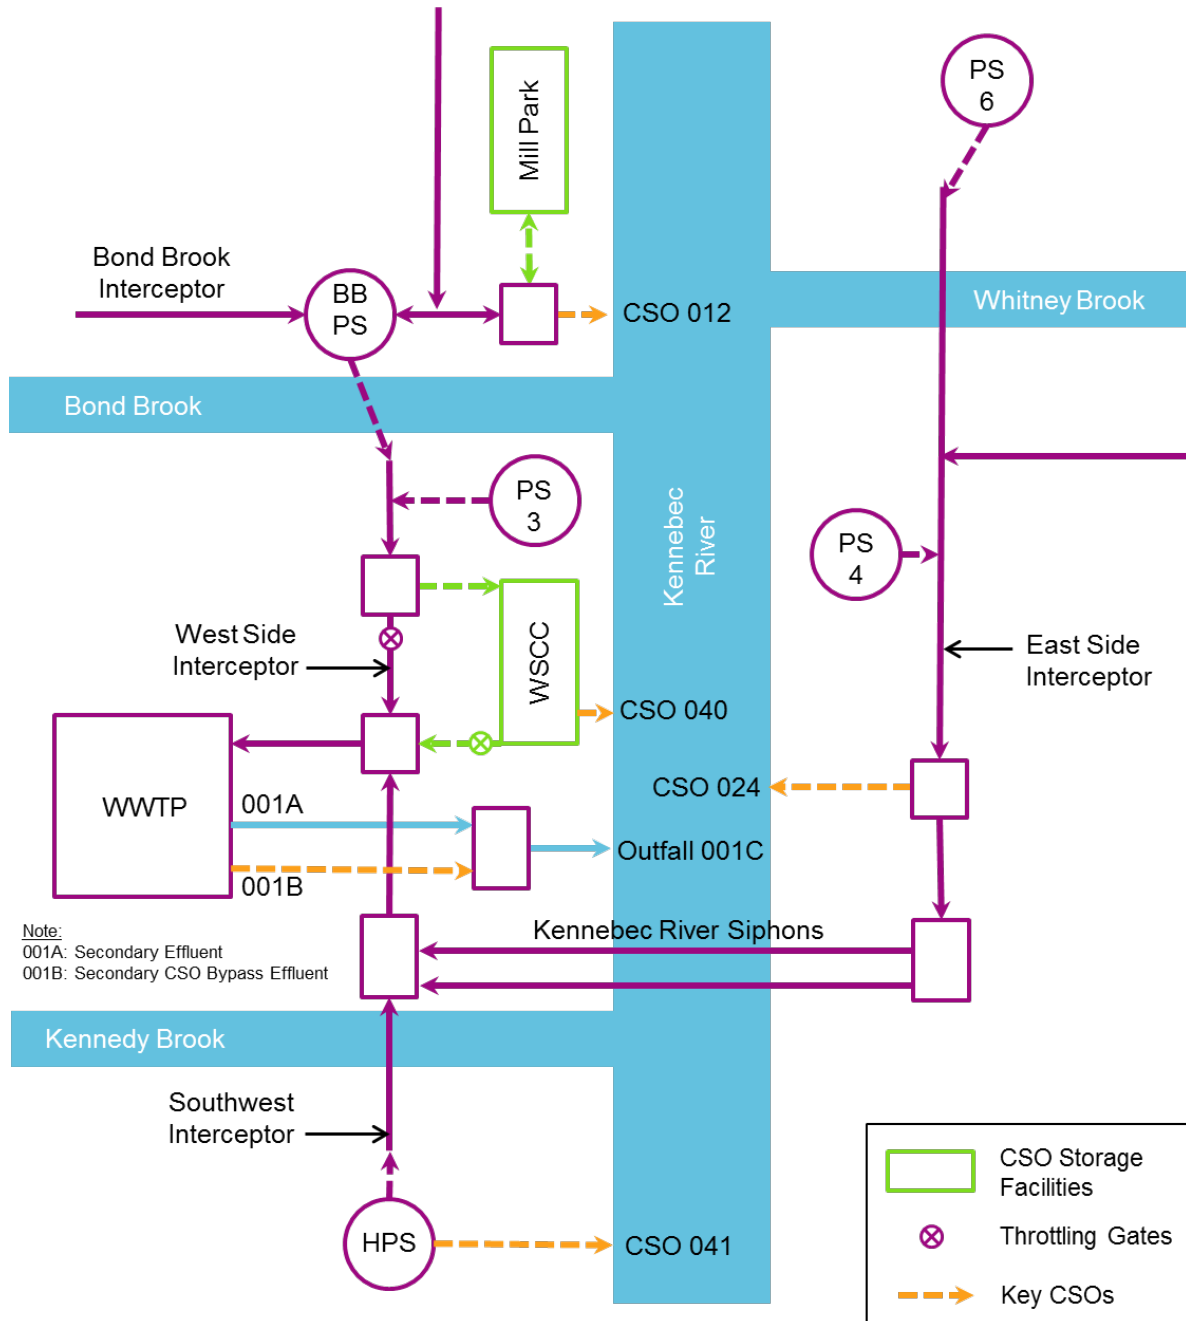 PS
6
Mill Park
Bond Brook
Interceptor
BB
PS
CSO 012
Whitney Brook
Bond Brook
PS
3
Kennebec
River
PS
4
West Side
Interceptor
WSCC
East Side
Interceptor
CSO 040
CSO 024
WWTP
001A
Outfall 001C
001B
Note:
001A: Secondary Effluent
001B: Secondary CSO Bypass Effluent
Kennebec River Siphons
Kennedy Brook
Southwest
Interceptor
HPS
CSO 041
CSO Storage
Facilities
Throttling Gates
Key CSOs